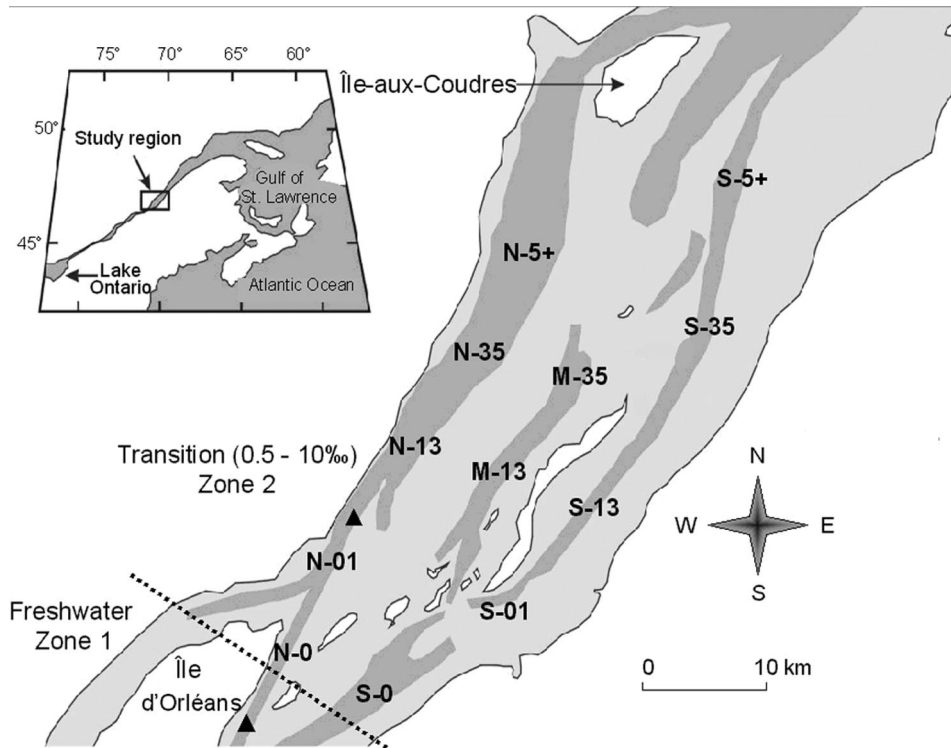 75°
70°
65°
60°
50°
45°
Study region
Gulf of
St. Lawrence
Lake
Ontario
Atlantic Ocean
Île-aux-Coudres
S-5+
N-5+
S-35
N-35
M-35
Transition (0.5 - 10‰)
Zone 2
N-13
M-13
S-13
N
W
E
S
N-01
Freshwater
Zone 1
S-01
N-0
Île
d'Orléans
S-0
0
10 km